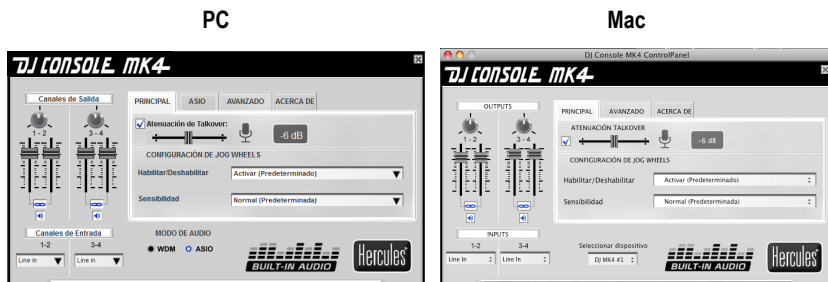 PC
DJ CONSOLE MK4
Canales de Salida
1 - 2
3 - 4
PRINCIPAL
ASIO
AVANZADO
ACERCA DE
Atenuación de Talkover:
-6 dB
CONFIGURACIÓN DE JOG WHEELS
Habilitar/Deshabilitar
Activar (Predeterminado)
Sensibilidad
Normal (Predeterminada)
Canales de Entrada
1-2
3-4
Line in
Line in
MODO DE AUDIO
WDM
ASIO
BUILT-IN AUDIO
Hercules
Mac
DJ Console MK4 ControlPanel
DJ CONSOLE MK4
OUTPUTS
1 - 2
3 - 4
PRINCIPAL
AVANZADO
ACERCA DE
ATENUACIÓN TALKOVER
-6 dB
CONFIGURACIÓN DE JOG WHEELS
Habilitar/Deshabilitar
Activar (Predeterminado)
Sensibilidad
Normal (Predeterminada)
INPUTS
1-2
3-4
Line In
Line In
Seleccionar dispositivo
DJ MK4 #1
BUILT-IN AUDIO
Hercules